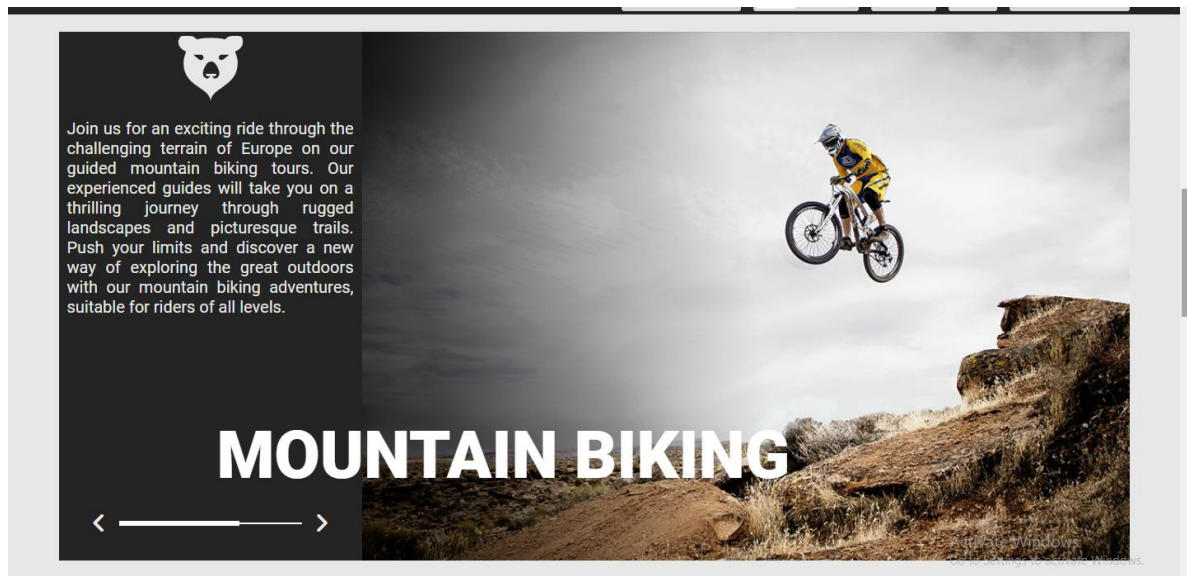 Join us for an exciting ride through the
challenging terrain of Europe on our
guided mountain biking tours. Our
experienced guides will take you on a
thrilling journey through rugged
landscapes and picturesque trails.
Push your limits and discover a new
way of exploring the great outdoors
with our mountain biking adventures,
suitable for riders of all levels.
MOUNTAIN BIKING
Activate Windows
Go to Settings to activate Windows.